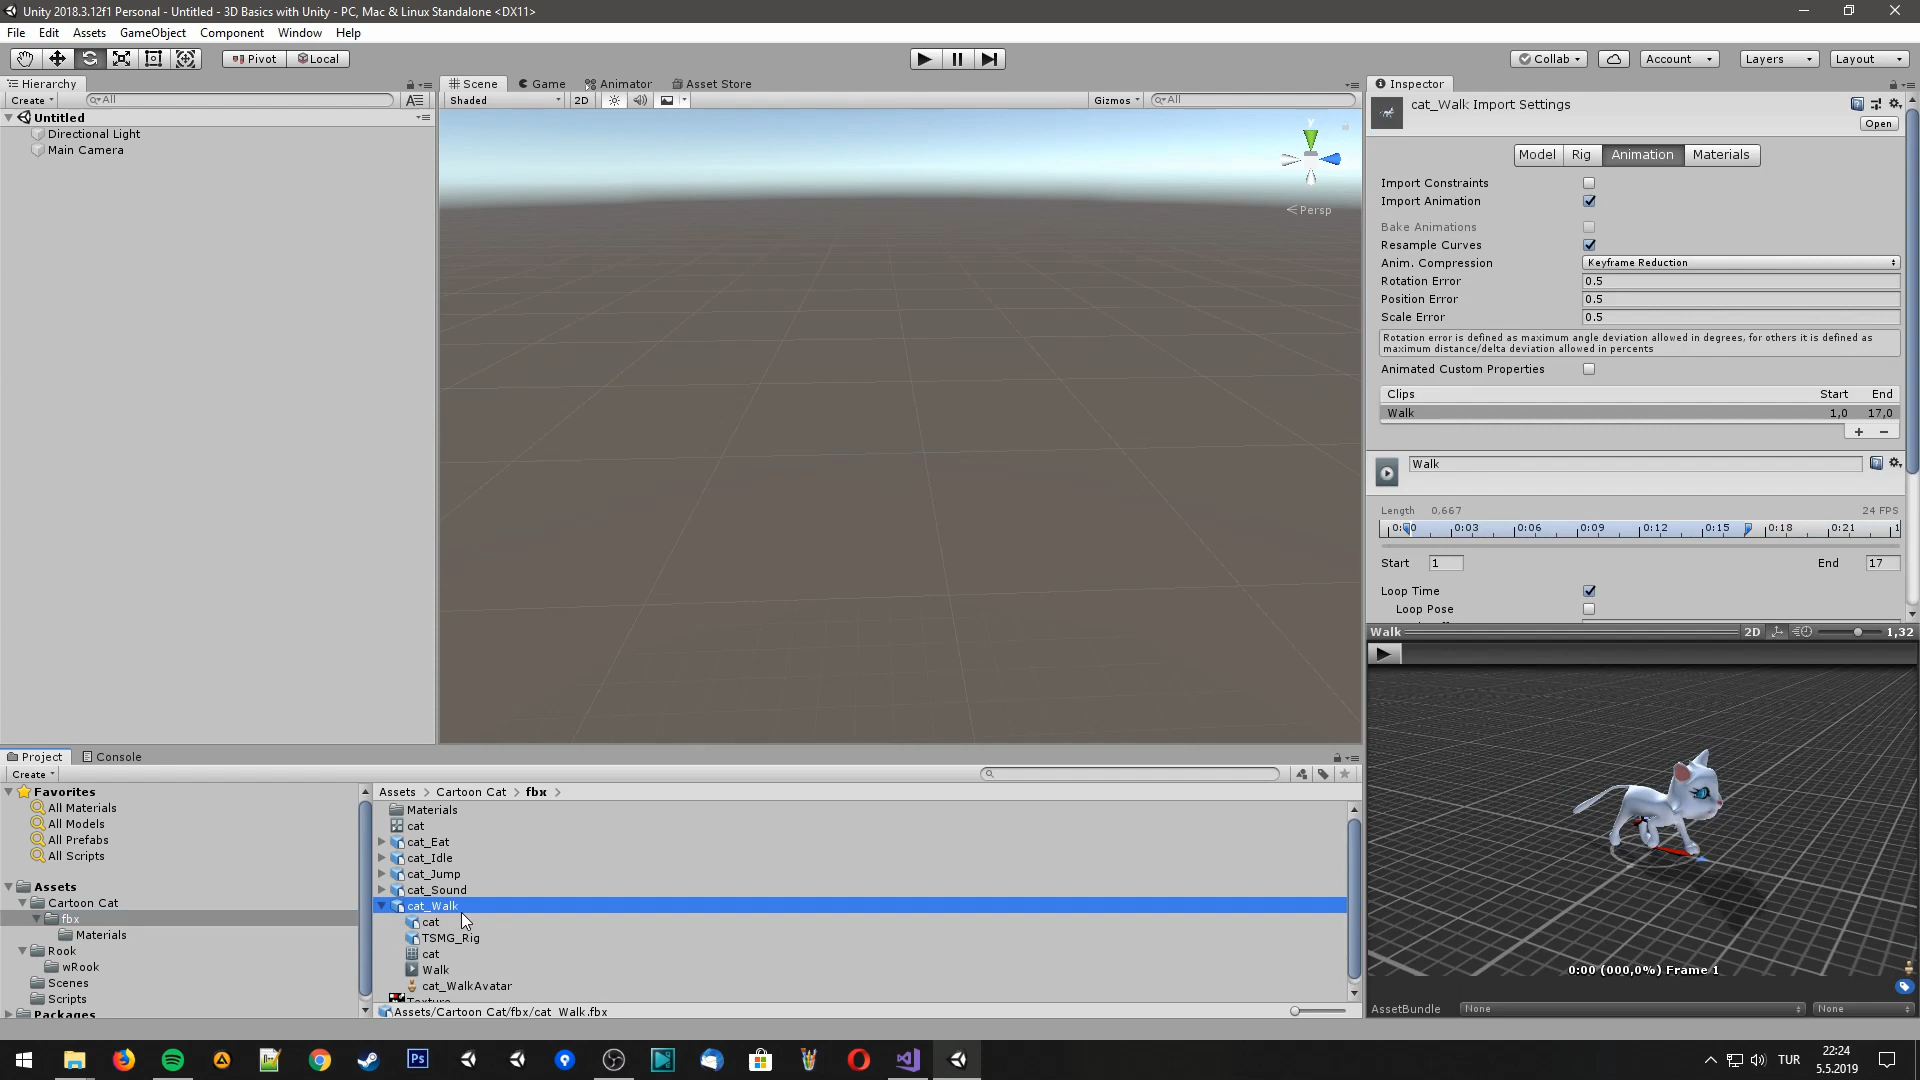 Unity 2018.3.12f1 Personal - Untitled - 3D Basics with Unity - PC, Mac & Linux Standalone <DX11>
File Edit Assets GameObject Component Window Help
Pivot Local Collab Account Layers Layout
Hierarchy
Create All
Untitled
Directional Light
Main Camera
Scene Game Animator Asset Store
Shaded 2D Gizmos All
y
Persp
Inspector
cat_Walk Import Settings
Open
Model Rig Animation Materials
Import Constraints
Import Animation
Bake Animations
Resample Curves
Anim. Compression Keyframe Reduction
Rotation Error 0.5
Position Error 0.5
Scale Error 0.5
Rotation error is defined as maximum angle deviation allowed in degrees, for others it is defined as
maximum distance/delta deviation allowed in percents
Animated Custom Properties
Clips Start End
Walk 1,0 17,0
+ −
Walk
Length 0,667 24 FPS
0:00 0:03 0:06 0:09 0:12 0:15 0:18 0:21 1
Start 1 End 17
Loop Time
Loop Pose
Walk 2D 1,32
0:00 (000,0%) Frame 1
AssetBundle None None
Project Console
Create
Favorites
All Materials
All Models
All Prefabs
All Scripts
Assets
Cartoon Cat
fbx
Materials
Rook
wRook
Scenes
Scripts
Packages
Assets > Cartoon Cat > fbx >
Materials
cat
cat_Eat
cat_Idle
cat_Jump
cat_Sound
cat_Walk
cat
TSMG_Rig
cat
Walk
cat_WalkAvatar
Texture
Assets/Cartoon Cat/fbx/cat_Walk.fbx
Ps
TUR
22:24
5.5.2019